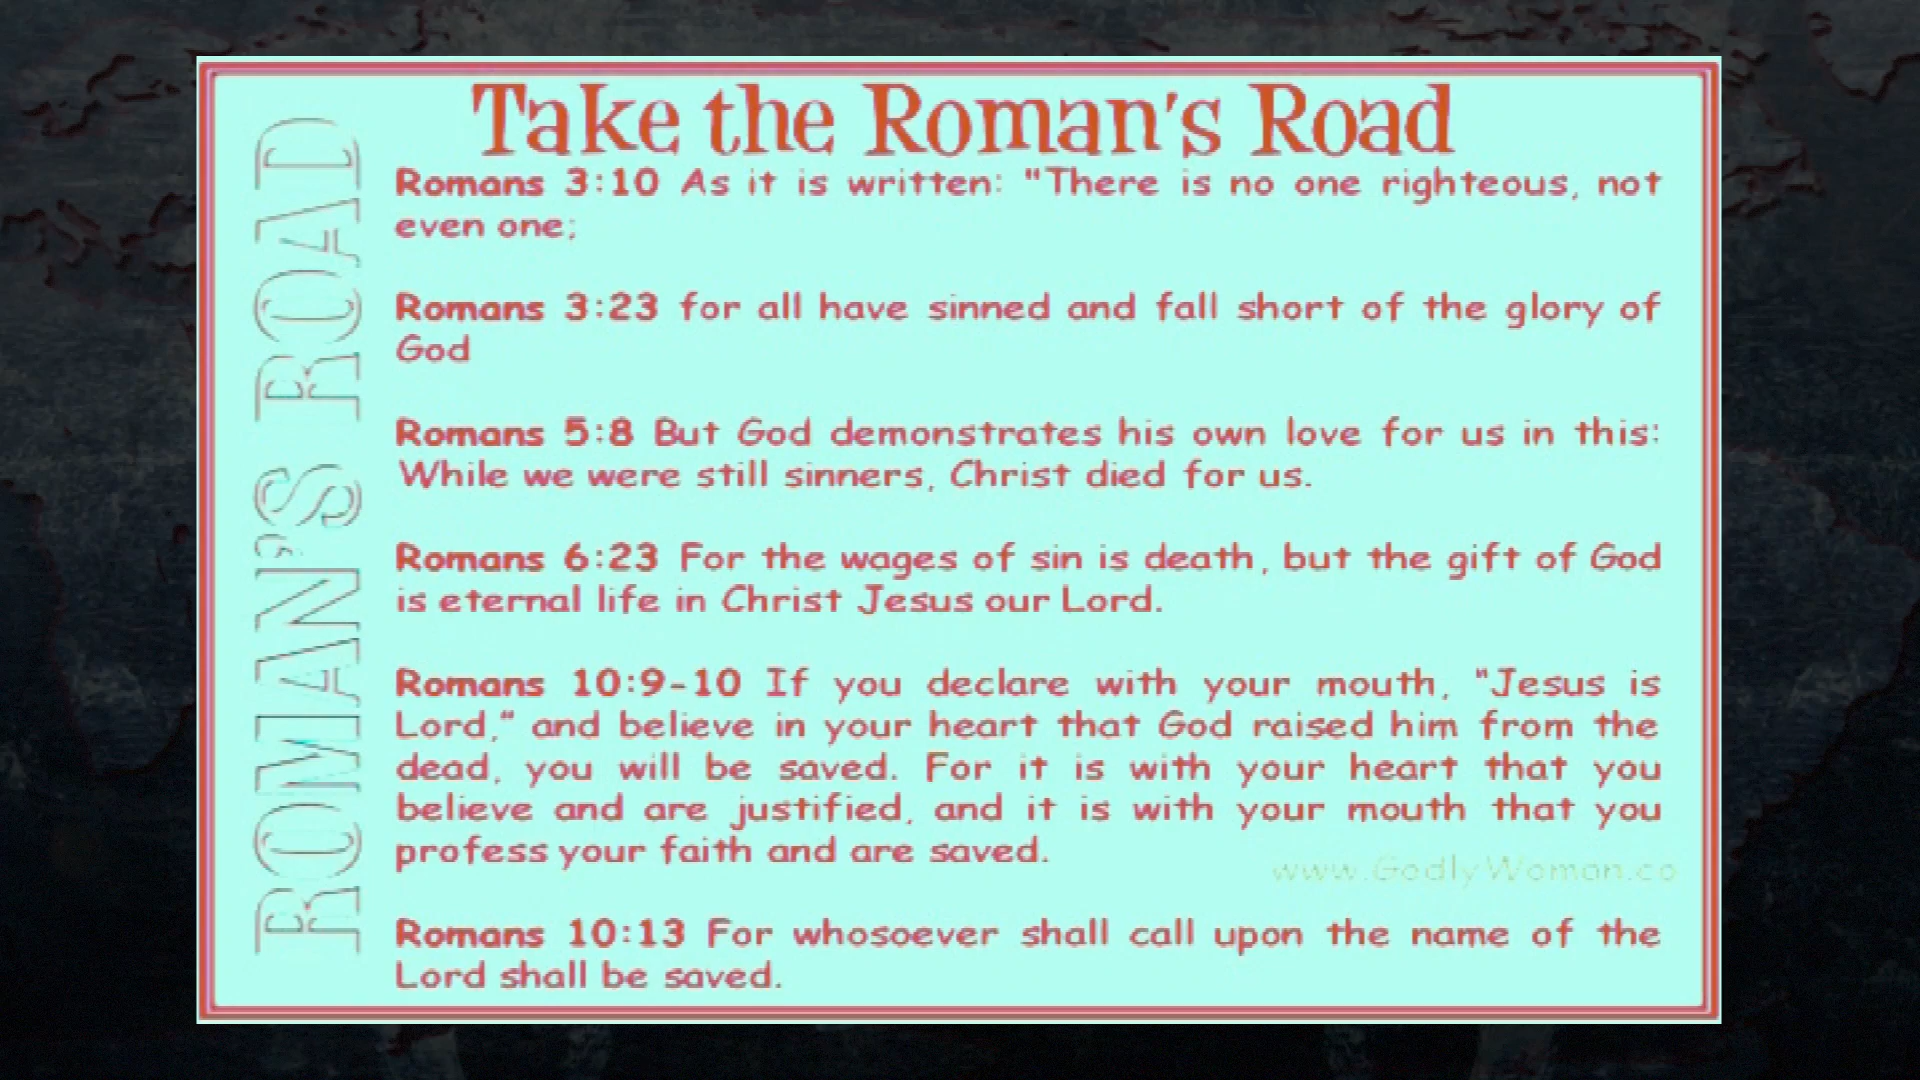 Take the Roman's Road
ROMAN'S ROAD
Romans 3:10 As it is written: "There is no one righteous, not
even one;
Romans 3:23 for all have sinned and fall short of the glory of
God
Romans 5:8 But God demonstrates his own love for us in this:
While we were still sinners, Christ died for us.
Romans 6:23 For the wages of sin is death, but the gift of God
is eternal life in Christ Jesus our Lord.
Romans 10:9-10 If you declare with your mouth, "Jesus is
Lord," and believe in your heart that God raised him from the
dead, you will be saved. For it is with your heart that you
believe and are justified, and it is with your mouth that you
profess your faith and are saved.
www.GodlyWoman.co
Romans 10:13 For whosoever shall call upon the name of the
Lord shall be saved.